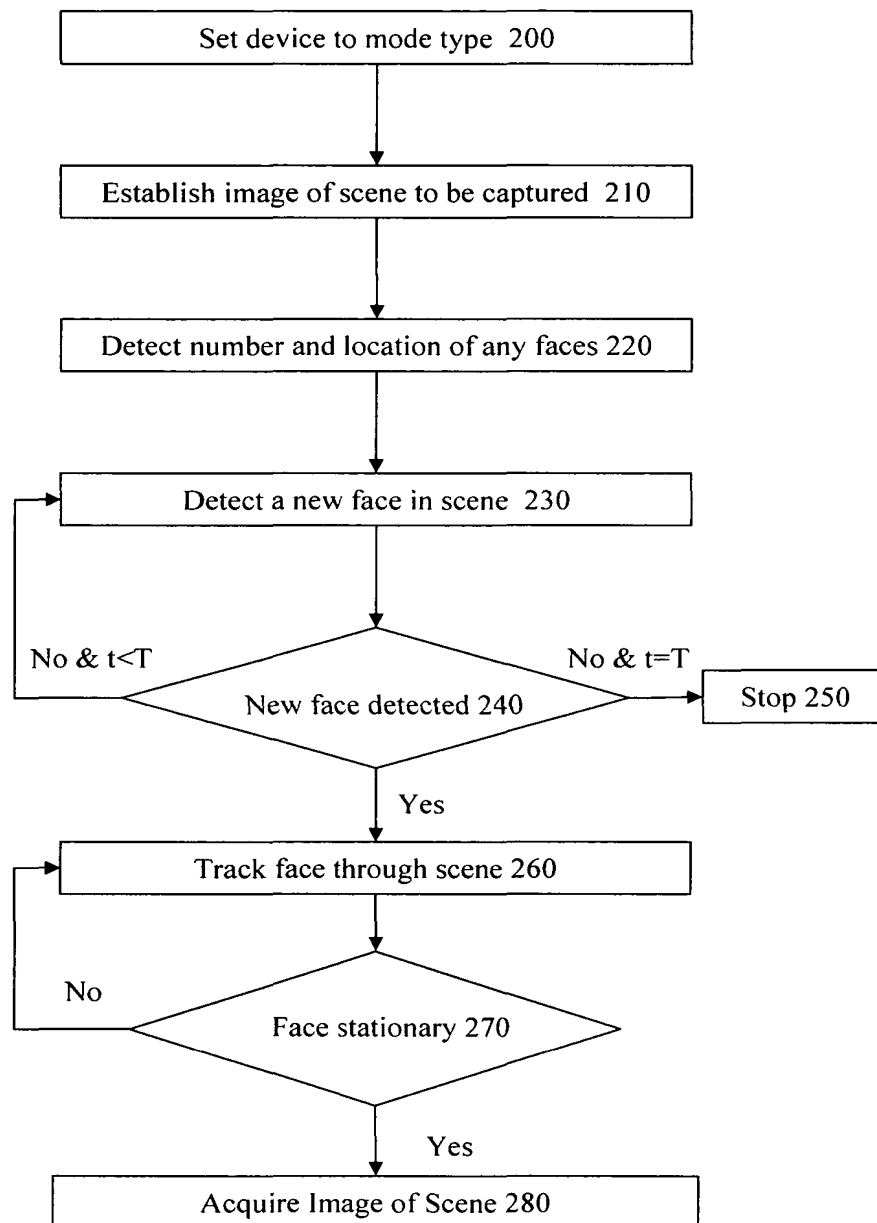 Set device to mode type 200
Establish image of scene to be captured 210
Detect number and location of any faces 220
Detect a new face in scene 230
No & t<T
No & t=T
New face detected 240
Stop 250
Yes
Track face through scene 260
No
Face stationary 270
Yes
Acquire Image of Scene 280